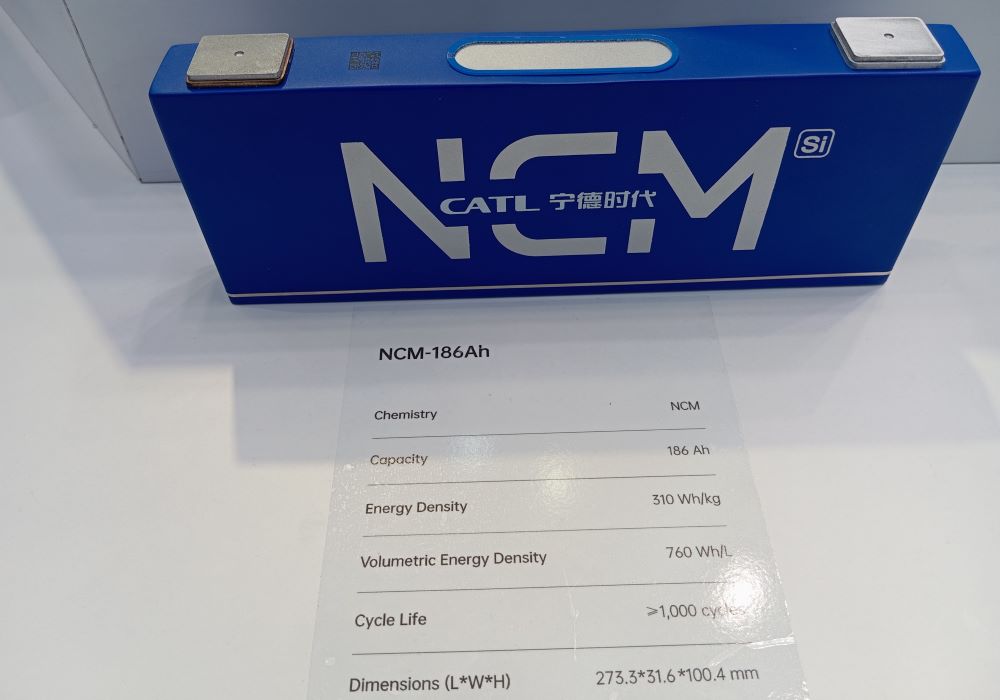 NCM Si
CATL 宁德时代
NCM-186Ah
Chemistry NCM
Capacity 186 Ah
Energy Density 310 Wh/kg
Volumetric Energy Density 760 Wh/L
Cycle Life ≥1,000 cycles
Dimensions (L*W*H) 273.3*31.6*100.4 mm